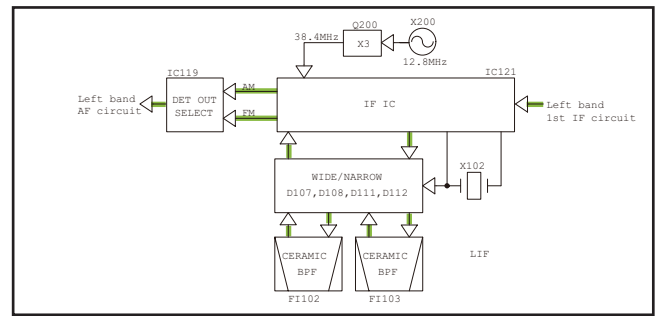 Q200
X200
38.4MHz
X3
12.8MHz
IC119
IC121
Left band
AF circuit
DET OUT
SELECT
AM
FM
IF IC
Left band
1st IF circuit
WIDE/NARROW
D107,D108,D111,D112
X102
CERAMIC
BPF
CERAMIC
BPF
LIF
FI102
FI103